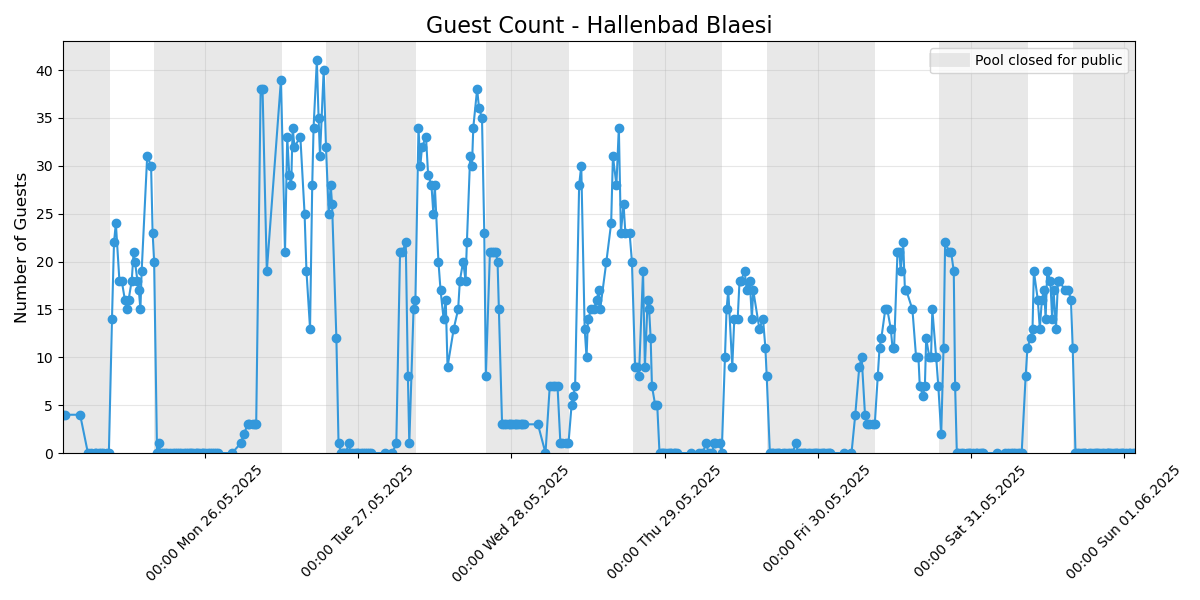 Guest Count - Hallenbad Blaesi
Pool closed for public
Number of Guests
40
35
30
25
20
15
10
5
0
00:00 Mon 26.05.2025
00:00 Tue 27.05.2025
00:00 Wed 28.05.2025
00:00 Thu 29.05.2025
00:00 Fri 30.05.2025
00:00 Sat 31.05.2025
00:00 Sun 01.06.2025